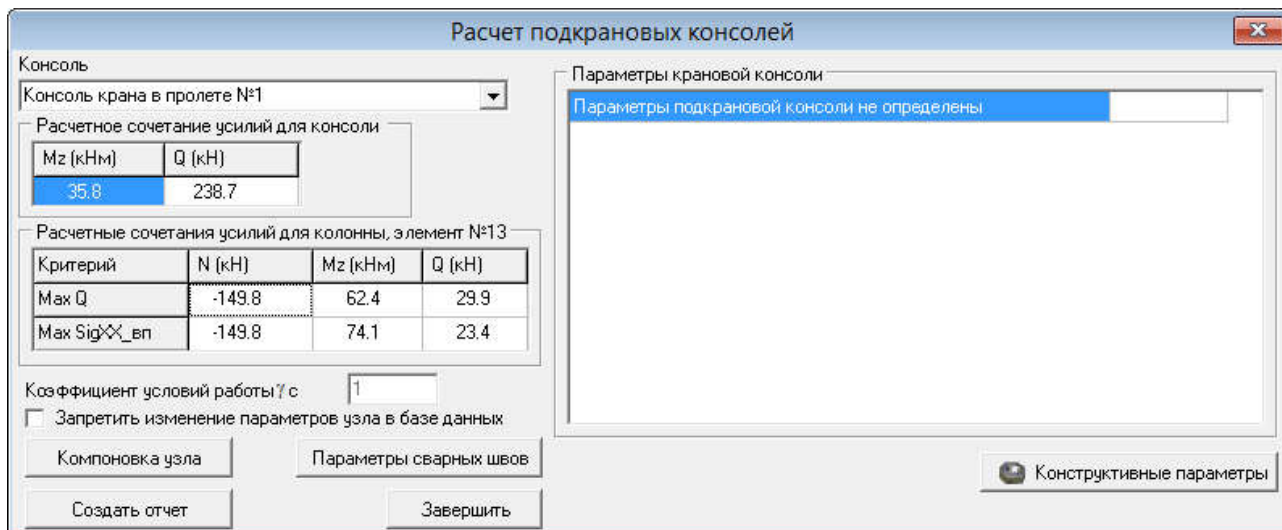 Расчет подкрановых консолей
Консоль
Консоль крана в пролете №1
Расчетное сочетание усилий для консоли
Mz (кНм) Q (кН)
35.8 238.7
Расчетные сочетания усилий для колонны, элемент №13
Критерий N (кН) Mz (кНм) Q (кН)
Max Q -149.8 62.4 29.9
Max SigXX_вп -149.8 74.1 23.4
Коэффициент условий работы γ с 1
Запретить изменение параметров узла в базе данных
Компоновка узла Параметры сварных швов
Создать отчет Завершить
Параметры крановой консоли
Параметры подкрановой консоли не определены
Конструктивные параметры